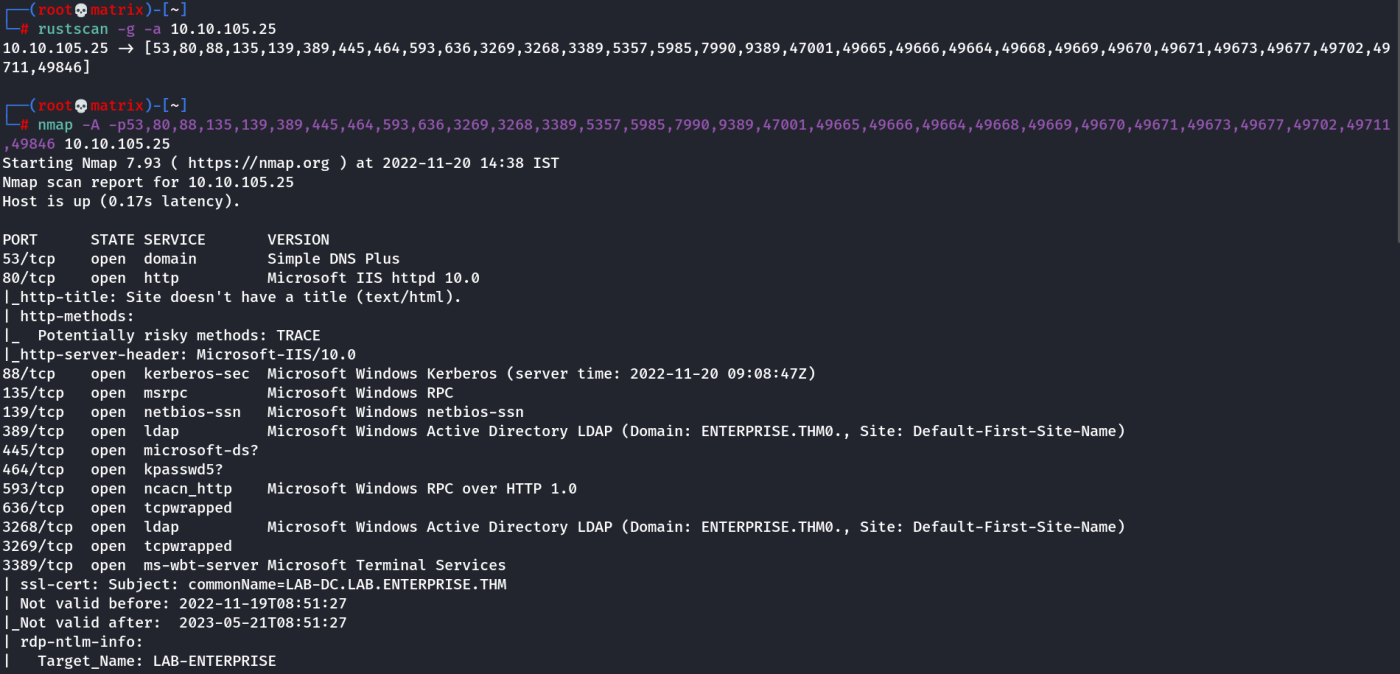 ┌──(root💀matrix)-[~]
└─# rustscan -g -a 10.10.105.25
10.10.105.25 -> [53,80,88,135,139,389,445,464,593,636,3269,3268,3389,5357,5985,7990,9389,47001,49665,49666,49664,49668,49669,49670,49671,49673,49677,49702,49
711,49846]

┌──(root💀matrix)-[~]
└─# nmap -A -p53,80,88,135,139,389,445,464,593,636,3269,3268,3389,5357,5985,7990,9389,47001,49665,49666,49664,49668,49669,49670,49671,49673,49677,49702,49711
,49846 10.10.105.25
Starting Nmap 7.93 ( https://nmap.org ) at 2022-11-20 14:38 IST
Nmap scan report for 10.10.105.25
Host is up (0.17s latency).

PORT      STATE SERVICE       VERSION
53/tcp    open  domain        Simple DNS Plus
80/tcp    open  http          Microsoft IIS httpd 10.0
|_http-title: Site doesn't have a title (text/html).
| http-methods:
|_  Potentially risky methods: TRACE
|_http-server-header: Microsoft-IIS/10.0
88/tcp    open  kerberos-sec  Microsoft Windows Kerberos (server time: 2022-11-20 09:08:47Z)
135/tcp   open  msrpc         Microsoft Windows RPC
139/tcp   open  netbios-ssn   Microsoft Windows netbios-ssn
389/tcp   open  ldap          Microsoft Windows Active Directory LDAP (Domain: ENTERPRISE.THM0., Site: Default-First-Site-Name)
445/tcp   open  microsoft-ds?
464/tcp   open  kpasswd5?
593/tcp   open  ncacn_http    Microsoft Windows RPC over HTTP 1.0
636/tcp   open  tcpwrapped
3268/tcp  open  ldap          Microsoft Windows Active Directory LDAP (Domain: ENTERPRISE.THM0., Site: Default-First-Site-Name)
3269/tcp  open  tcpwrapped
3389/tcp  open  ms-wbt-server Microsoft Terminal Services
| ssl-cert: Subject: commonName=LAB-DC.LAB.ENTERPRISE.THM
| Not valid before: 2022-11-19T08:51:27
|_Not valid after:  2023-05-21T08:51:27
| rdp-ntlm-info:
|   Target_Name: LAB-ENTERPRISE